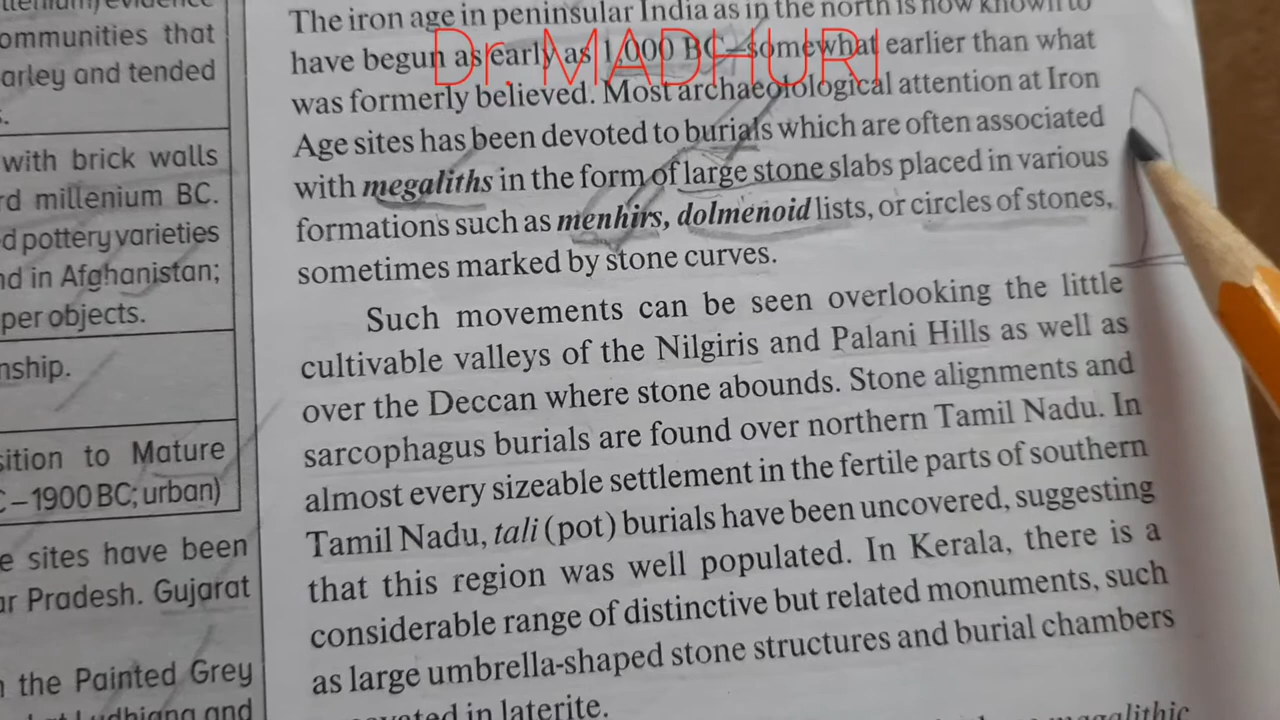 communities that
arley and tended
with brick walls
rd millenium BC.
d pottery varieties
nd in Afghanistan;
per objects.
nship.
sition to Mature
C – 1900 BC; urban)
e sites have been
ar Pradesh. Gujarat
the Painted Grey
Ludhiana and
The iron age in peninsular India as in the north is now known to
have begun as early as 1,000 BC – somewhat earlier than what
was formerly believed. Most archaeolological attention at Iron
Age sites has been devoted to burials which are often associated
with megaliths in the form of large stone slabs placed in various
formations such as menhirs, dolmenoid lists, or circles of stones,
sometimes marked by stone curves.
Such movements can be seen overlooking the little
cultivable valleys of the Nilgiris and Palani Hills as well as
over the Deccan where stone abounds. Stone alignments and
sarcophagus burials are found over northern Tamil Nadu. In
almost every sizeable settlement in the fertile parts of southern
Tamil Nadu, tali (pot) burials have been uncovered, suggesting
that this region was well populated. In Kerala, there is a
considerable range of distinctive but related monuments, such
as large umbrella-shaped stone structures and burial chambers
in laterite.
megalithic
Dr. MADHURI